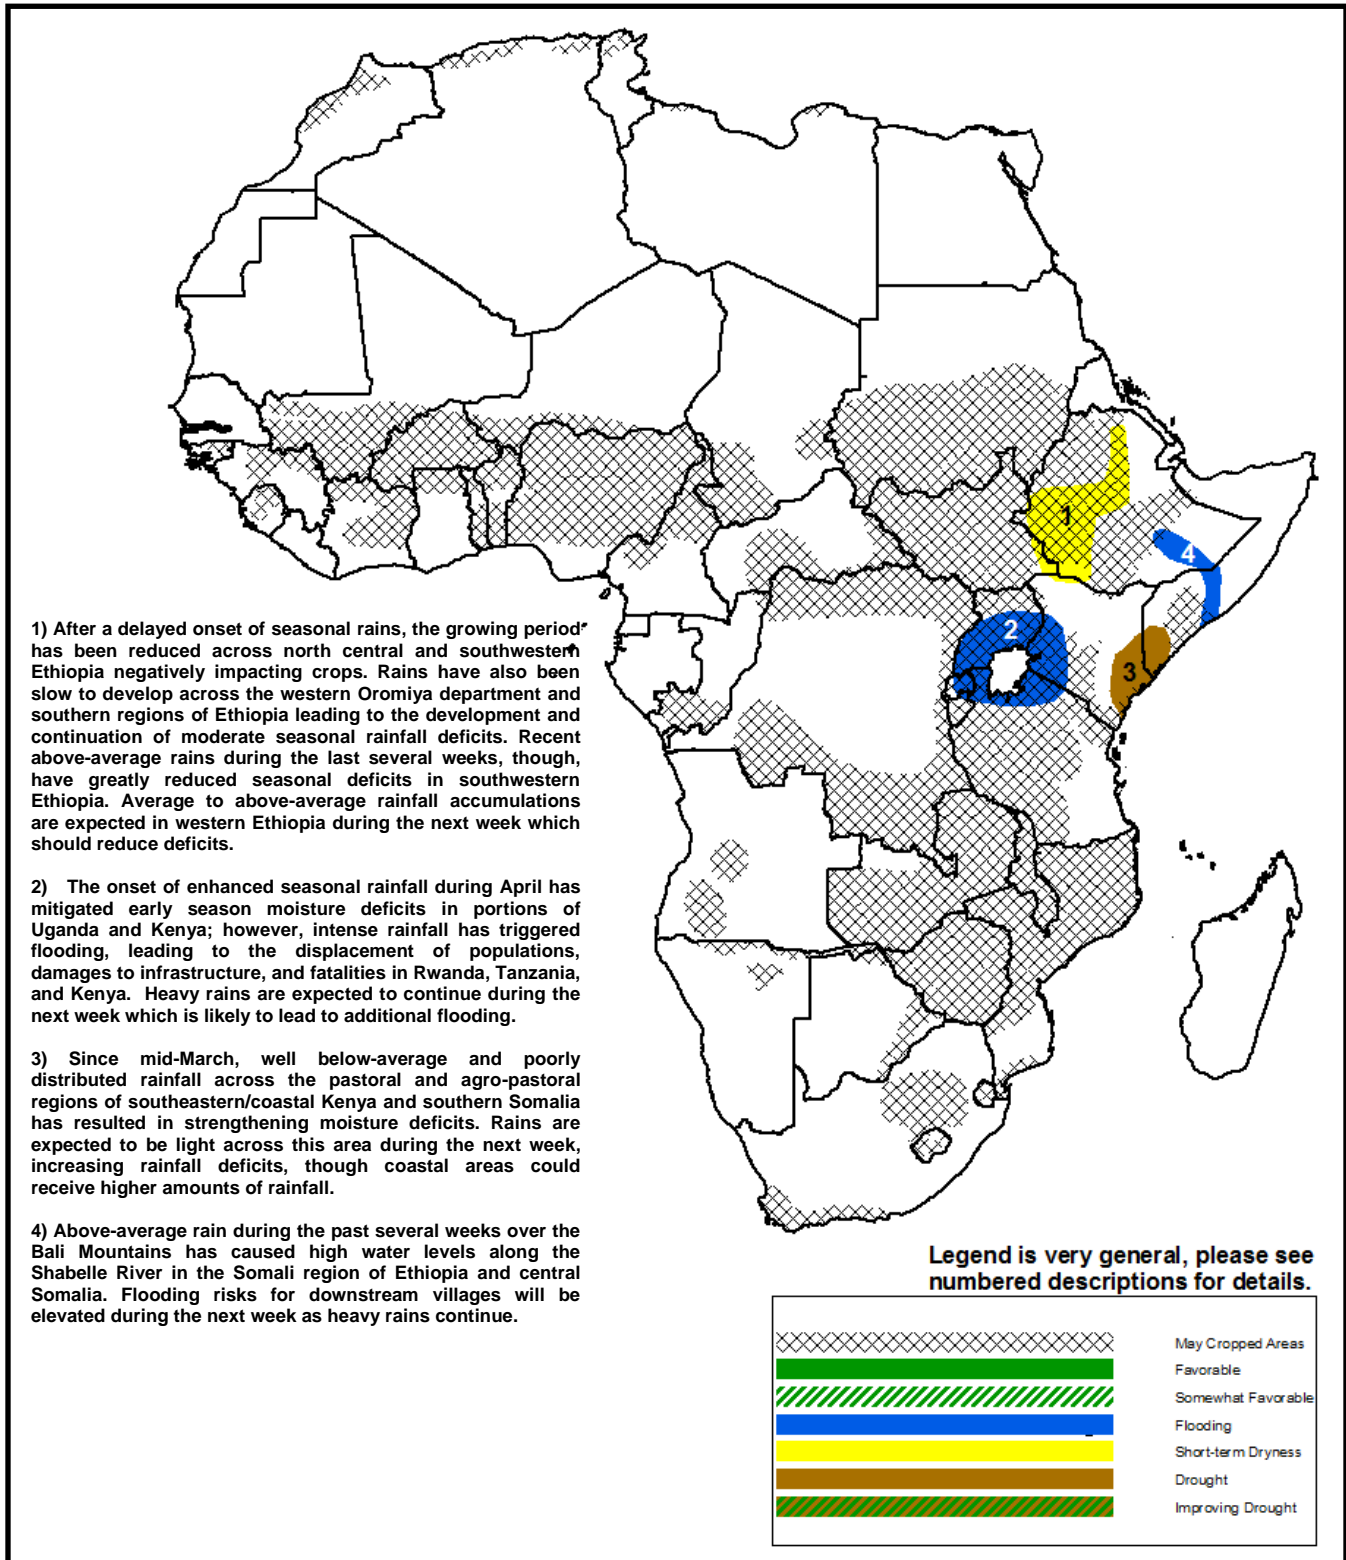 1) After a delayed onset of seasonal rains, the growing period
has been reduced across north central and southwestern
Ethiopia negatively impacting crops. Rains have also been
slow to develop across the western Oromiya department and
southern regions of Ethiopia leading to the development and
continuation of moderate seasonal rainfall deficits. Recent
above-average rains during the last several weeks, though,
have greatly reduced seasonal deficits in southwestern
Ethiopia. Average to above-average rainfall accumulations
are expected in western Ethiopia during the next week which
should reduce deficits.
2) The onset of enhanced seasonal rainfall during April has
mitigated early season moisture deficits in portions of
Uganda and Kenya; however, intense rainfall has triggered
flooding, leading to the displacement of populations,
damages to infrastructure, and fatalities in Rwanda, Tanzania,
and Kenya. Heavy rains are expected to continue during the
next week which is likely to lead to additional flooding.
3) Since mid-March, well below-average and poorly
distributed rainfall across the pastoral and agro-pastoral
regions of southeastern/coastal Kenya and southern Somalia
has resulted in strengthening moisture deficits. Rains are
expected to be light across this area during the next week,
increasing rainfall deficits, though coastal areas could
receive higher amounts of rainfall.
4) Above-average rain during the past several weeks over the
Bali Mountains has caused high water levels along the
Shabelle River in the Somali region of Ethiopia and central
Somalia. Flooding risks for downstream villages will be
elevated during the next week as heavy rains continue.
1
4
2
3
Legend is very general, please see
numbered descriptions for details.
May Cropped Areas
Favorable
Somewhat Favorable
Flooding
Short-term Dryness
Drought
Improving Drought